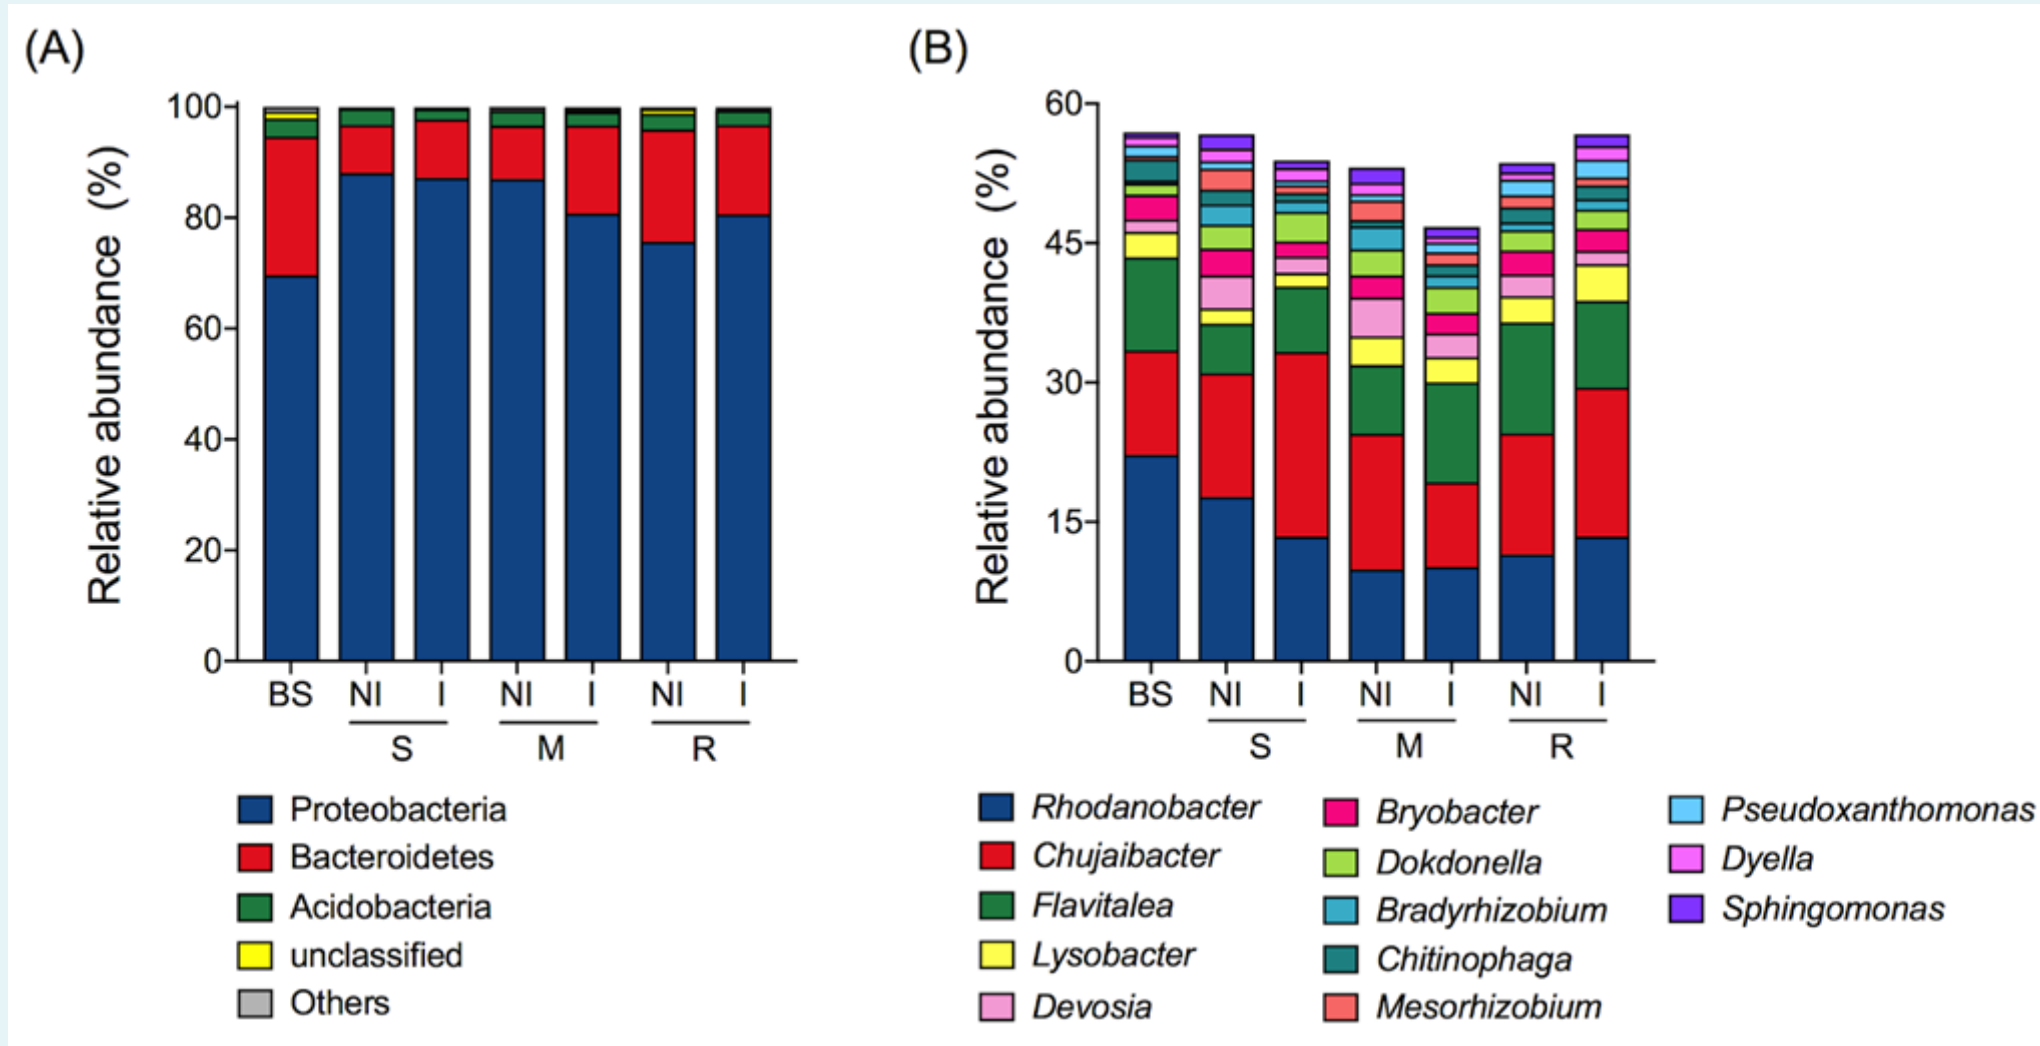 (A)
Relative abundance (%)
100
80
60
40
20
0
BS NI I NI I NI I
S M R
Proteobacteria
Bacteroidetes
Acidobacteria
unclassified
Others
(B)
Relative abundance (%)
60
45
30
15
0
BS NI I NI I NI I
S M R
Rhodanobacter
Chujaibacter
Flavitalea
Lysobacter
Devosia
Bryobacter
Dokdonella
Bradyrhizobium
Chitinophaga
Mesorhizobium
Pseudoxanthomonas
Dyella
Sphingomonas